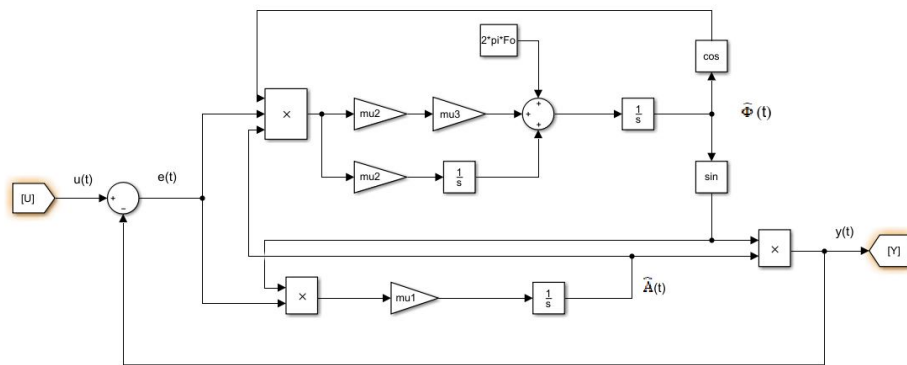 2*pi*Fo
cos
×
mu2
mu3
+
+
+
1
s
Φ̂ (t)
mu2
1
s
sin
u(t)
e(t)
[U]
+
−
y(t)
×
[Y]
×
mu1
1
s
Â(t)